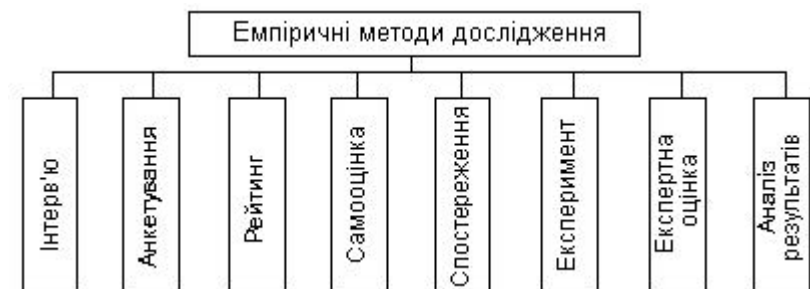 Емпіричні методи дослідження
Інтерв'ю
Анкетування
Рейтинг
Самооцінка
Спостереження
Експеримент
Експертна
оцінка
Аналіз
результатів